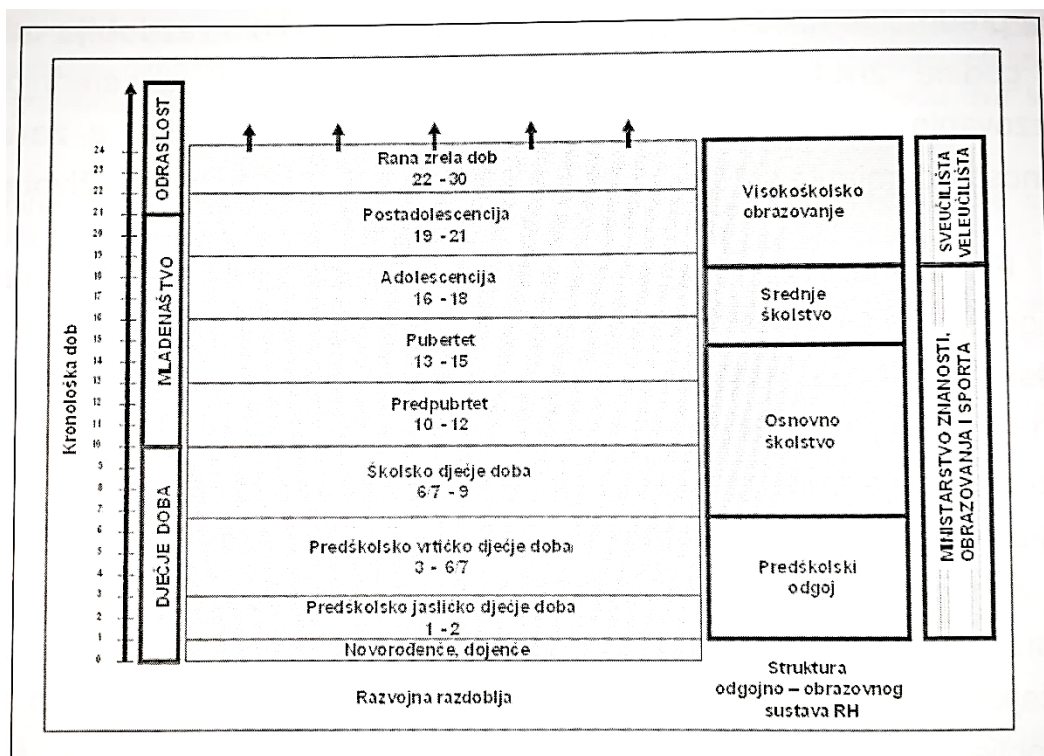 Kronološka dob
24
23
22
21
20
19
18
17
16
15
14
13
12
11
10
9
8
7
6
5
4
3
2
1
0
ODRASLOST
MLADENAŠTVO
DJEČJE DOBA
Rana zrela dob
22 - 30
Postadolescencija
19 - 21
Adolescencija
16 - 18
Pubertet
13 - 15
Predpubrtet
10 - 12
Školsko dječje doba
6/7 - 9
Predškolsko vrtićko dječje doba
3 - 6/7
Predskolsko jasličko dječje doba
1 - 2
Novorođenče, dojenče
Razvojna razdoblja
Visokoškolsko
obrazovanje
Srednje
školstvo
Osnovno
školstvo
Predškolski
odgoj
Struktura
odgojno – obrazovnog
sustava RH
SVEUČILIŠTA
VELEUČILIŠTA
MINISTARSTVO ZNANOSTI,
OBRAZOVANJA I SPORTA